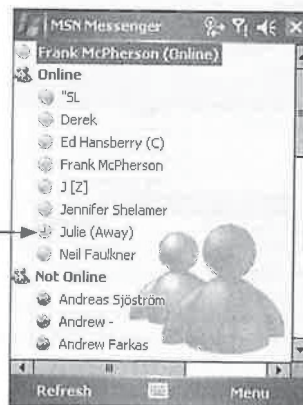 MSN Messenger
Frank McPherson (Online)
Online
"SL
Derek
Ed Hansberry (C)
Frank McPherson
J [Z]
Jennifer Shelamer
Julie (Away)
Neil Faulkner
Not Online
Andreas Sjöström
Andrew -
Andrew Farkas
Refresh Menu